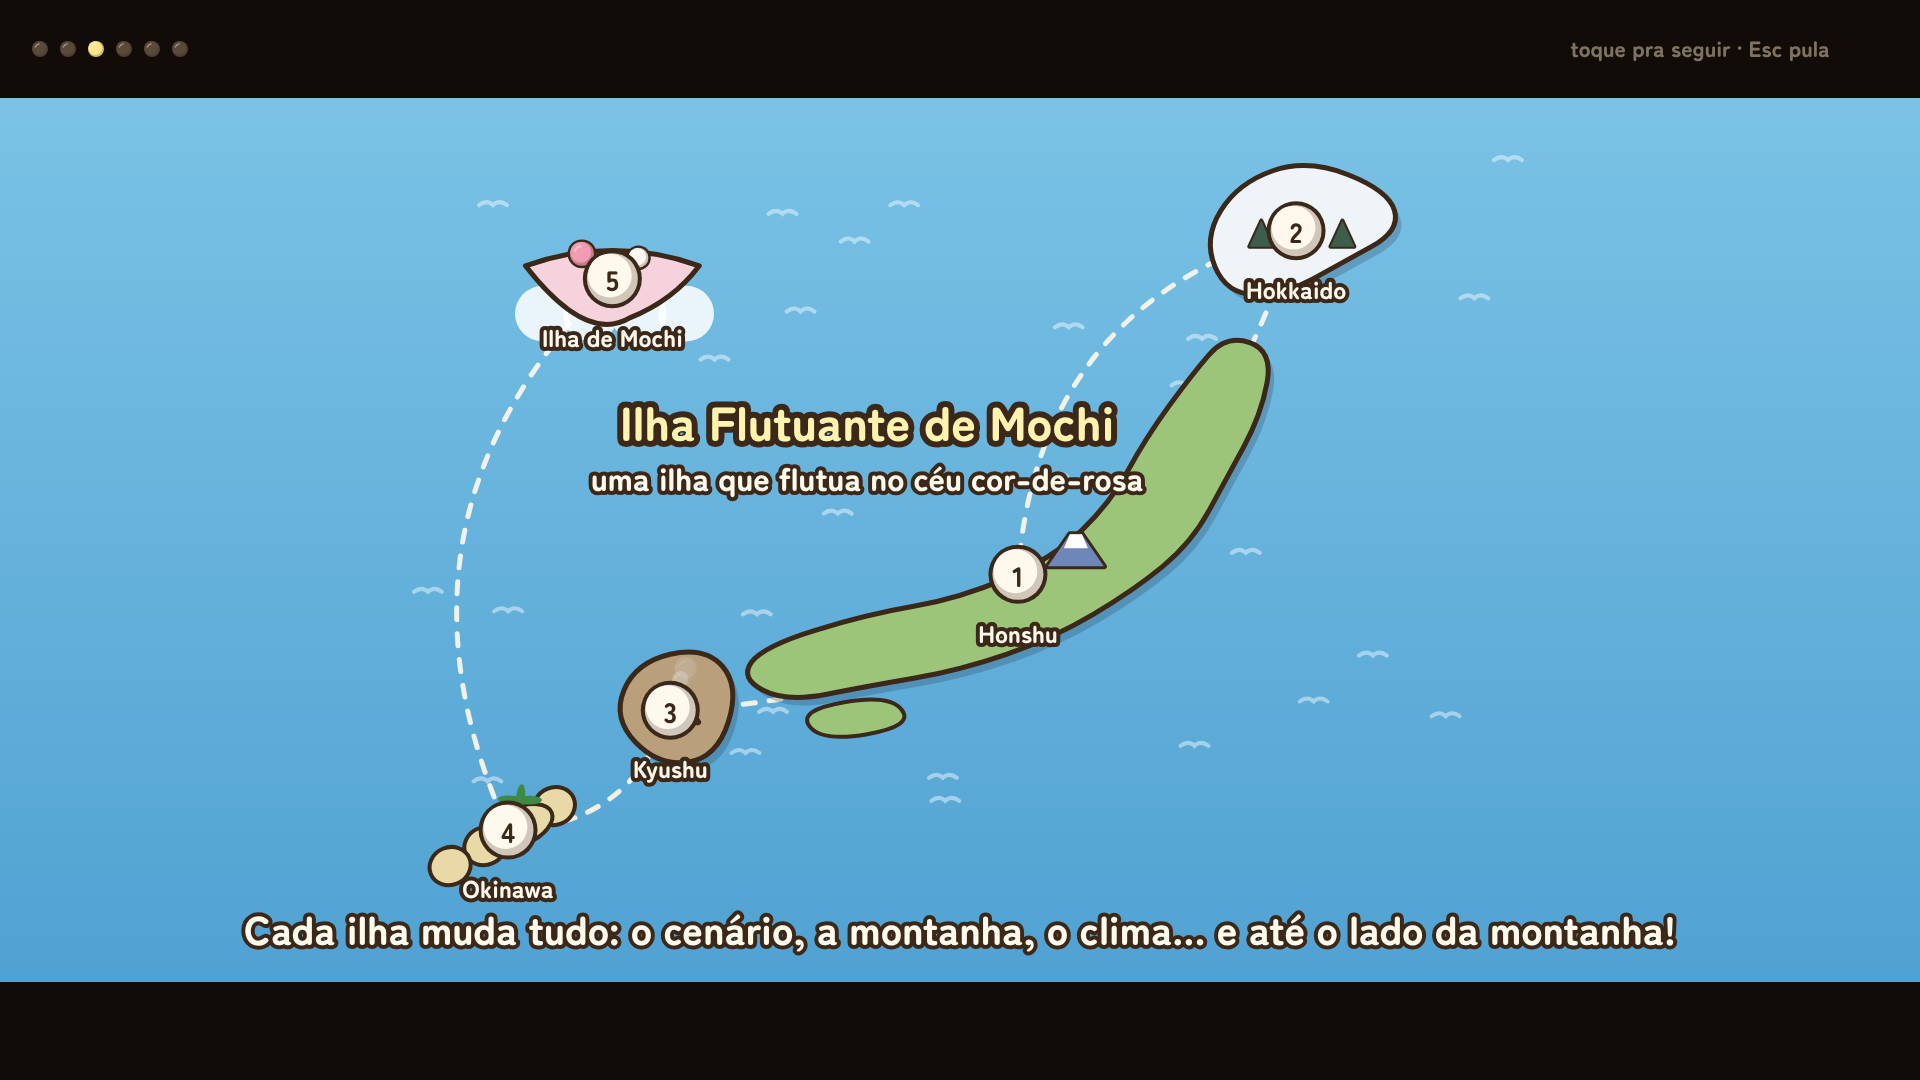 toque pra seguir · Esc pula
2
Hokkaido
5
Ilha de Mochi
Ilha Flutuante de Mochi
uma ilha que flutua no céu cor-de-rosa
1
Honshu
3
Kyushu
4
Okinawa
Cada ilha muda tudo: o cenário, a montanha, o clima... e até o lado da montanha!